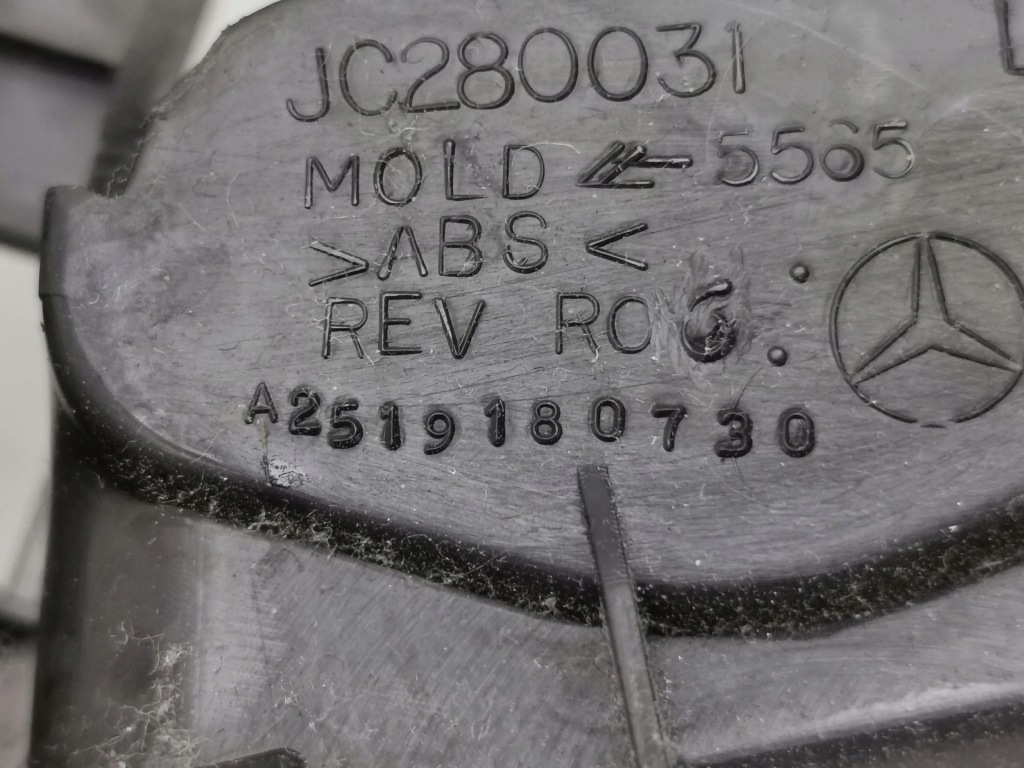 JC280031
MOLD 5565
>ABS<
REV R06
A2519180730